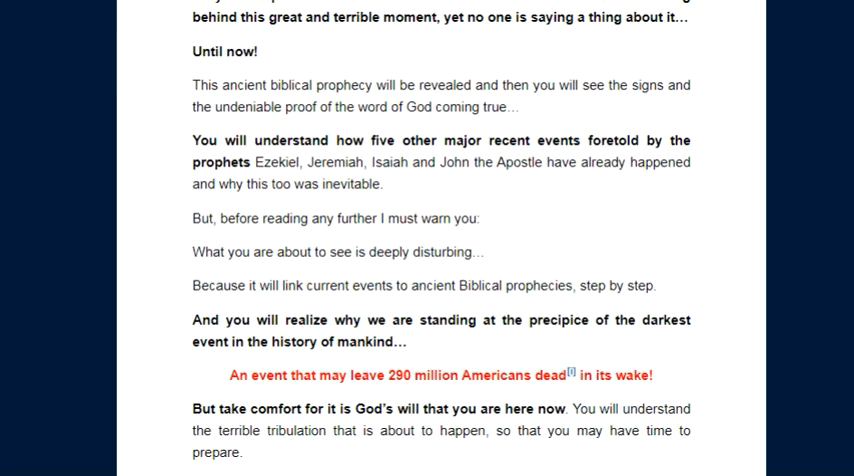 behind this great and terrible moment, yet no one is saying a thing about it…
Until now!
This ancient biblical prophecy will be revealed and then you will see the signs and
the undeniable proof of the word of God coming true…
You will understand how five other major recent events foretold by the
prophets Ezekiel, Jeremiah, Isaiah and John the Apostle have already happened
and why this too was inevitable.
But, before reading any further I must warn you:
What you are about to see is deeply disturbing…
Because it will link current events to ancient Biblical prophecies, step by step.
And you will realize why we are standing at the precipice of the darkest
event in the history of mankind…
An event that may leave 290 million Americans dead[i] in its wake!
But take comfort for it is God's will that you are here now. You will understand
the terrible tribulation that is about to happen, so that you may have time to
prepare.